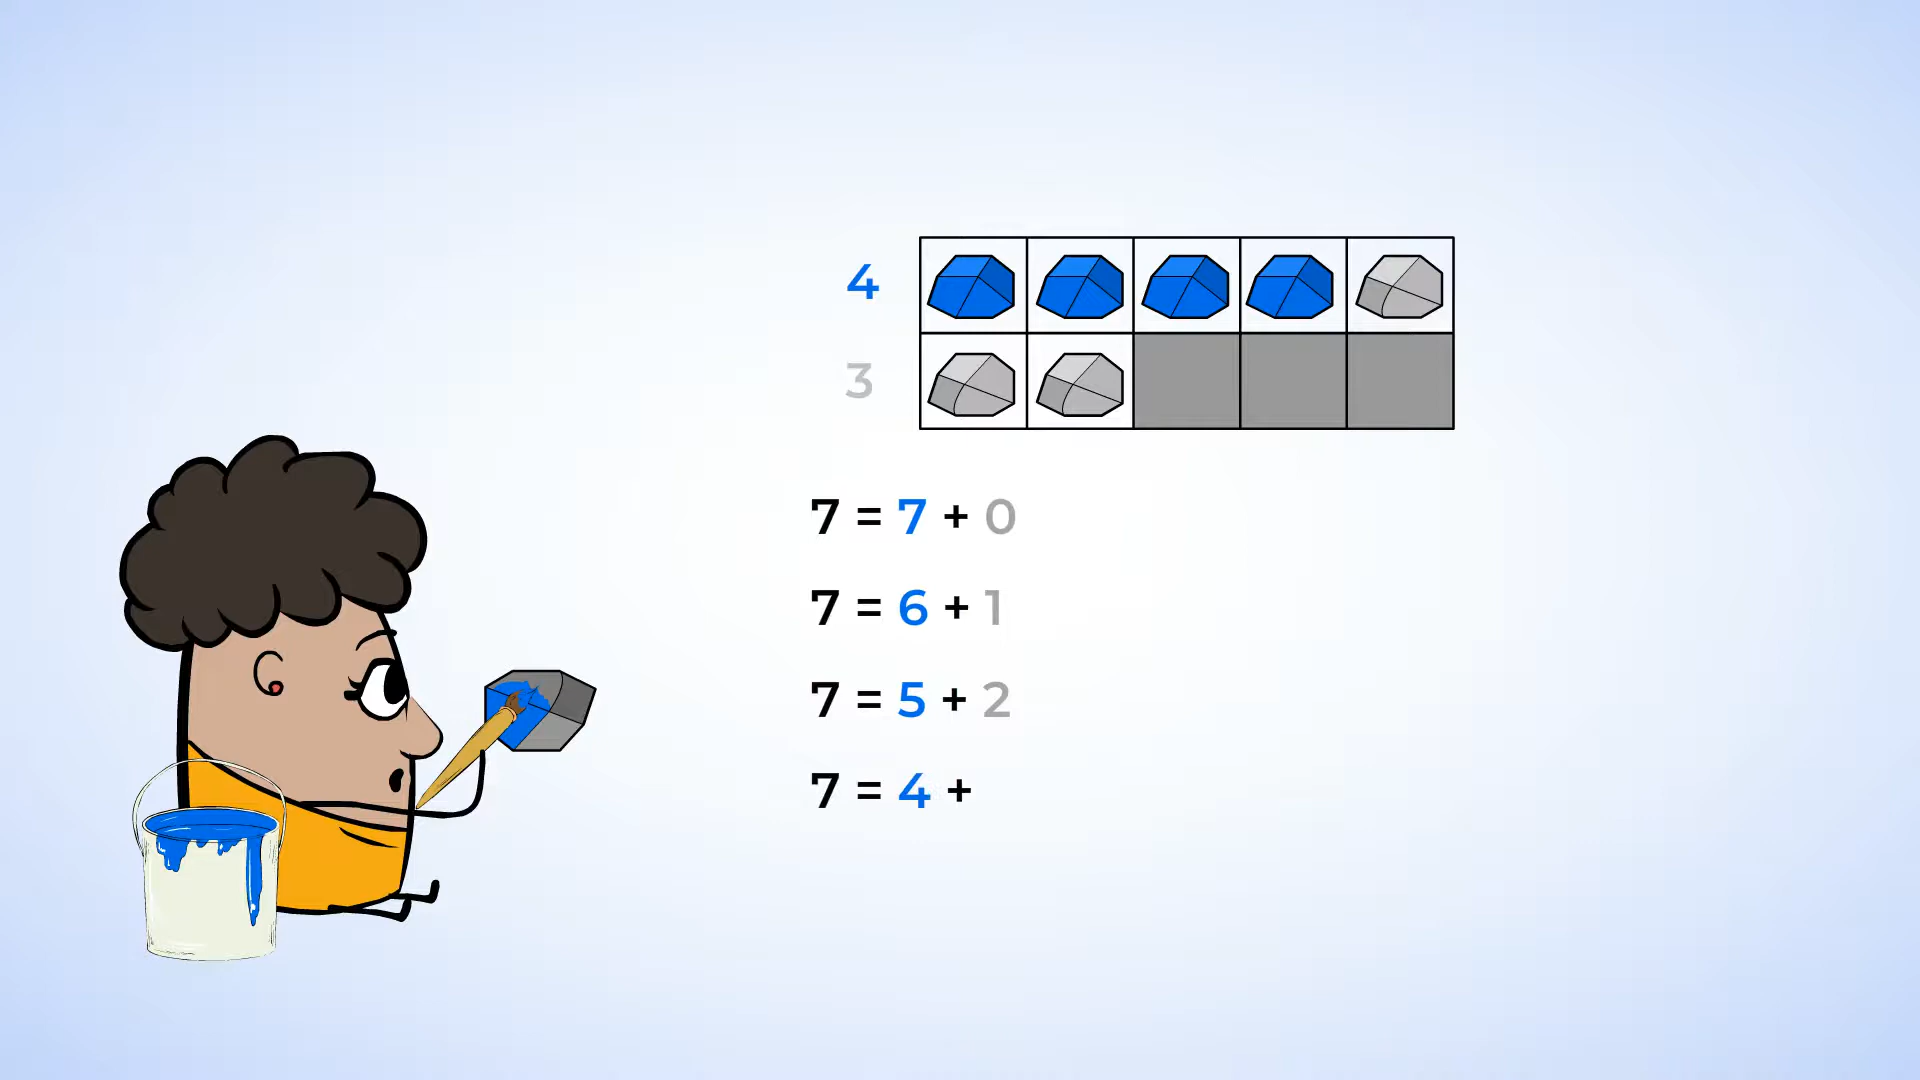 4
3
7 = 7 + 0
7 = 6 + 1
7 = 5 + 2
7 = 4 +